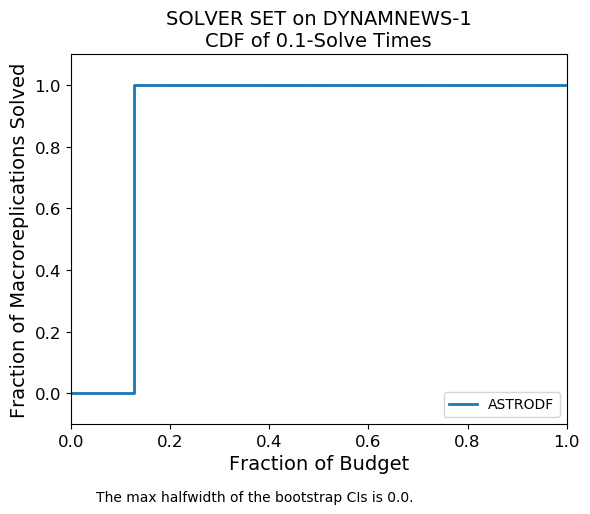 SOLVER SET on DYNAMNEWS-1
CDF of 0.1-Solve Times
Fraction of Macroreplications Solved
1.0
0.8
0.6
0.4
0.2
0.0
ASTRODF
0.0 0.2 0.4 0.6 0.8 1.0
Fraction of Budget
The max halfwidth of the bootstrap CIs is 0.0.